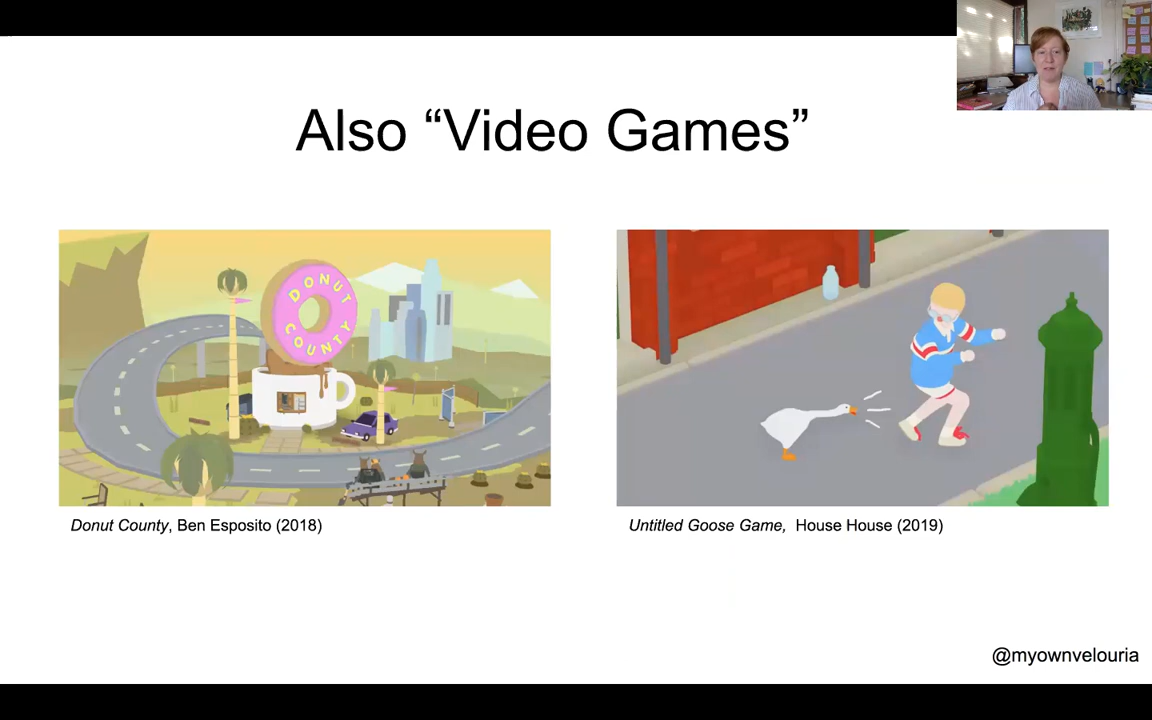 Also “Video Games”
DONUT
COUNTY
Donut County, Ben Esposito (2018)
Untitled Goose Game,  House House (2019)
@myownvelouria